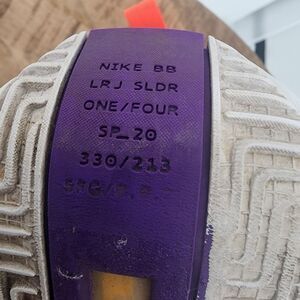 NIKE BB
LRJ SLDR
ONE/FOUR
SP_20
330/213